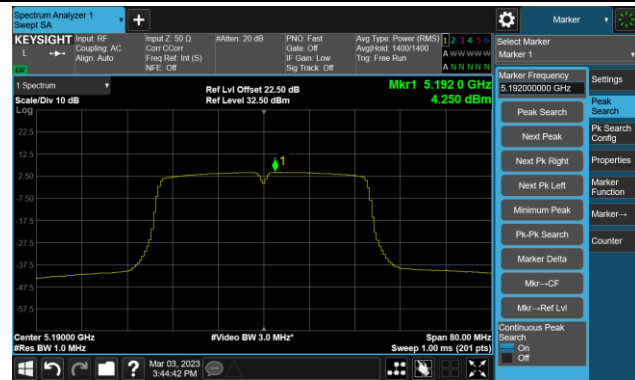 Spectrum Analyzer 1
Swept SA
Marker
KEYSIGHT
L
Input: RF
Coupling: AC
Align: Auto
Input Z: 50 Ω
Corr CCorr
Freq Ref: Int (S)
NFE: Off
#Atten: 20 dB
PNO: Fast
Gate: Off
IF Gain: Low
Sig Track: Off
Avg Type: Power (RMS)
Avg|Hold: 1400/1400
Trig: Free Run
1 2 3 4 5 6
A W W W W W
A N N N N N
Select Marker
Marker 1
1 Spectrum
Scale/Div 10 dB
Log
Ref Lvl Offset 22.50 dB
Ref Level 32.50 dBm
Mkr1 5.192 0 GHz
4.250 dBm
22.5
12.5
2.50
-7.50
-17.5
-27.5
-37.5
-47.5
-57.5
1
Center 5.19000 GHz
#Res BW 1.0 MHz
#Video BW 3.0 MHz*
Span 80.00 MHz
Sweep 1.00 ms (201 pts)
Marker Frequency
5.192000000 GHz
Peak Search
Next Peak
Next Pk Right
Next Pk Left
Minimum Peak
Pk-Pk Search
Marker Delta
Mkr→CF
Mkr→Ref Lvl
Continuous Peak
Search
On
Off
Settings
Peak
Search
Pk Search
Config
Properties
Marker
Function
Marker→
Counter
?
Mar 03, 2023
3:44:42 PM